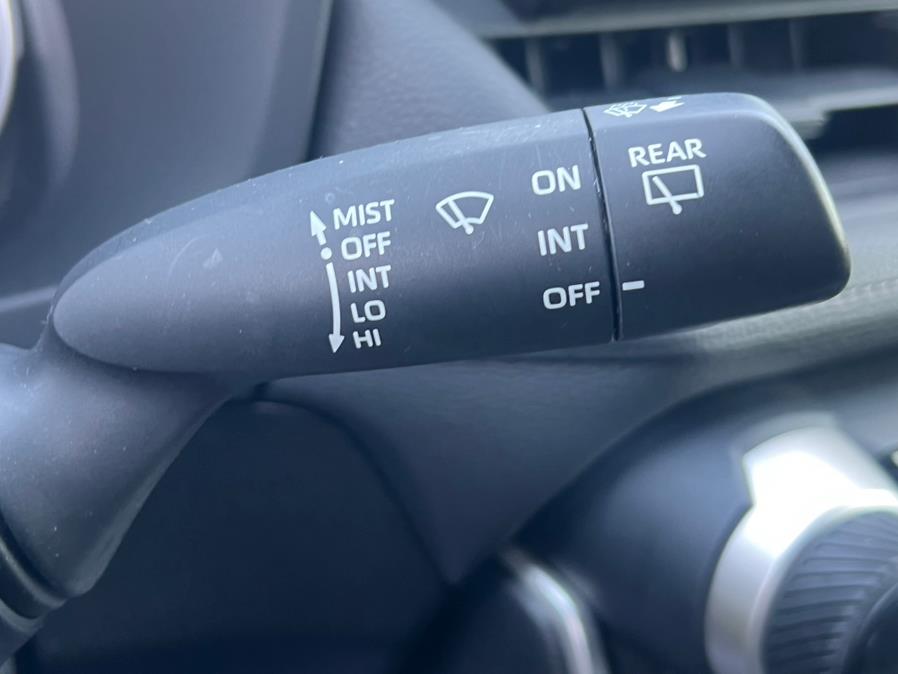 MIST
OFF
INT
LO
HI
ON
INT
OFF
REAR